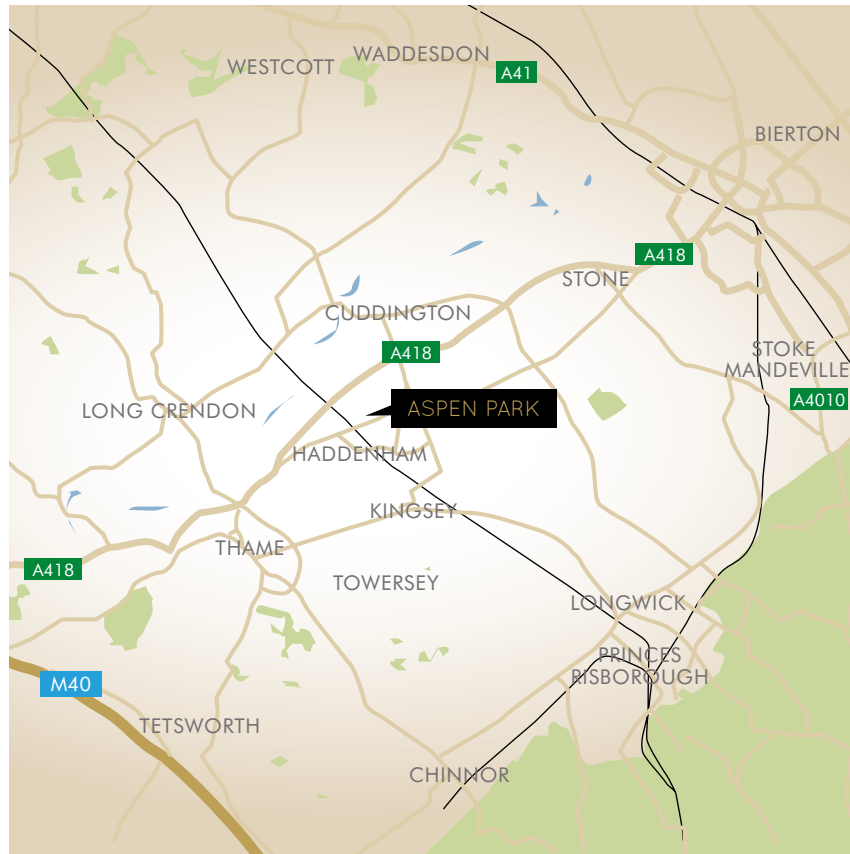 WADDESDON
WESTCOTT
A41
BIERTON
A418
STONE
CUDDINGTON
A418
STOKE
MANDEVILLE
A4010
LONG CRENDON
ASPEN PARK
HADDENHAM
KINGSEY
THAME
A418
TOWERSEY
LONGWICK
PRINCES
RISBOROUGH
M40
TETSWORTH
CHINNOR